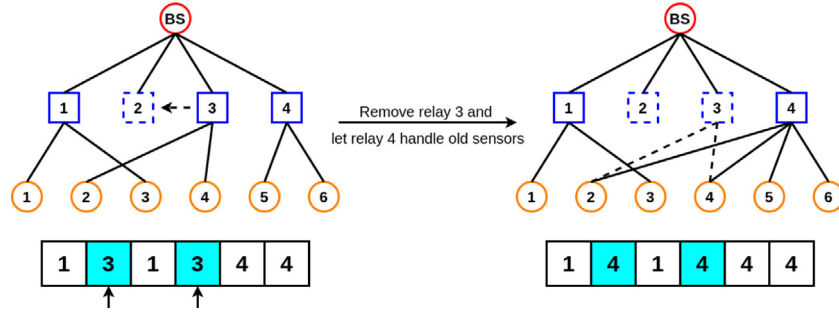 BS
BS
1 2 3 4
Remove relay 3 and
let relay 4 handle old sensors
1 2 3 4
1 2 3 4 5 6
1 2 3 4 5 6
1 3 1 3 4 4
1 4 1 4 4 4